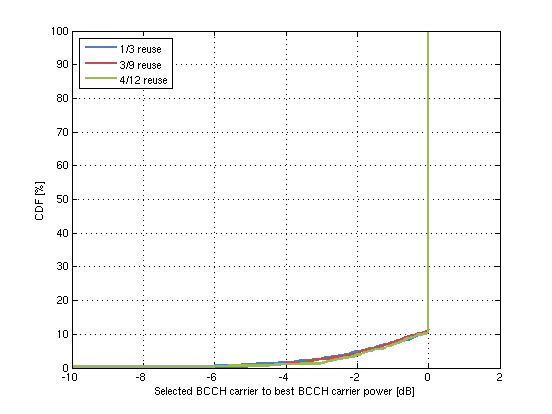 100
90
80
70
60
50
40
30
20
10
0
CDF [%]
1/3 reuse
3/9 reuse
4/12 reuse
-10 -8 -6 -4 -2 0 2
Selected BCCH carrier to best BCCH carrier power [dB]